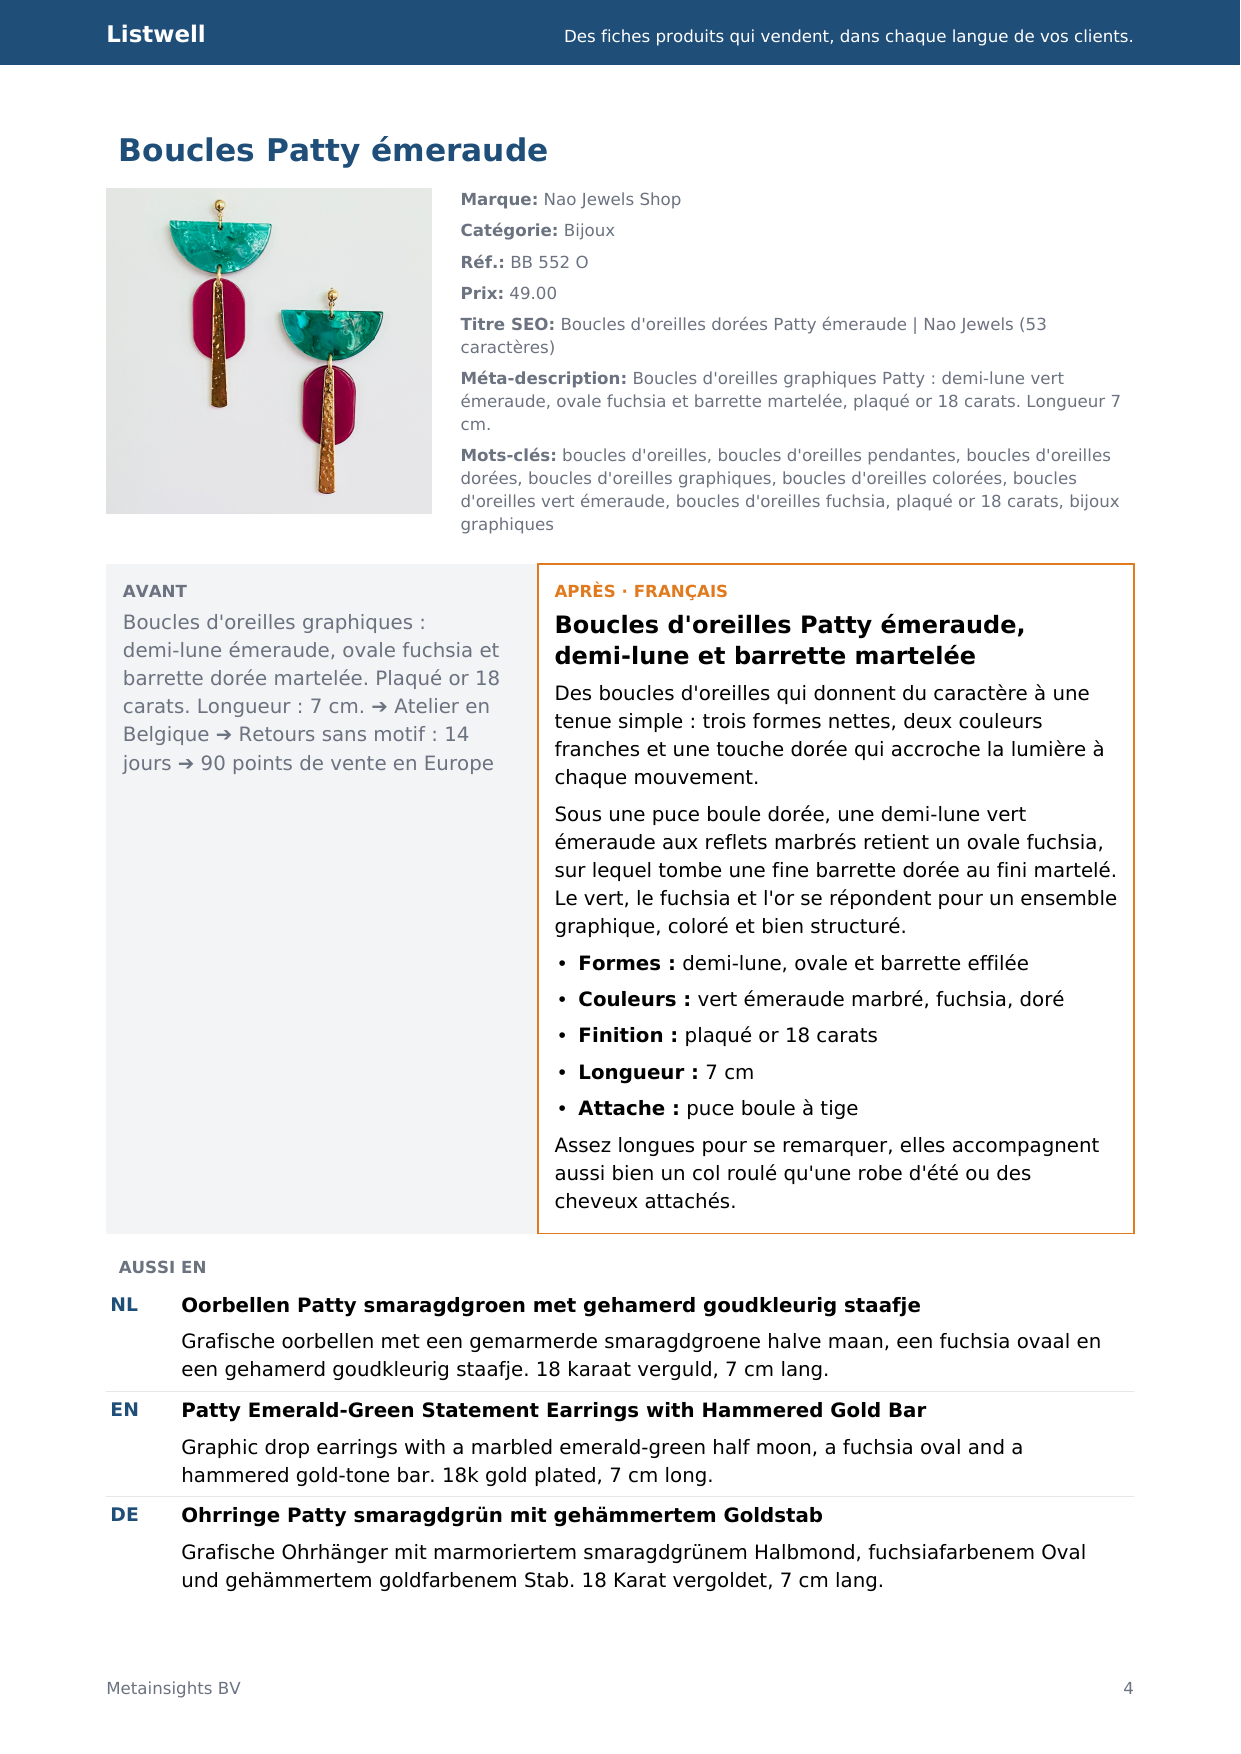 Listwell
Des fiches produits qui vendent, dans chaque langue de vos clients.
Boucles Patty émeraude
Marque: Nao Jewels Shop
Catégorie: Bijoux
Réf.: BB 552 O
Prix: 49.00
Titre SEO: Boucles d'oreilles dorées Patty émeraude | Nao Jewels (53
caractères)
Méta-description: Boucles d'oreilles graphiques Patty : demi-lune vert
émeraude, ovale fuchsia et barrette martelée, plaqué or 18 carats. Longueur 7
cm.
Mots-clés: boucles d'oreilles, boucles d'oreilles pendantes, boucles d'oreilles
dorées, boucles d'oreilles graphiques, boucles d'oreilles colorées, boucles
d'oreilles vert émeraude, boucles d'oreilles fuchsia, plaqué or 18 carats, bijoux
graphiques
AVANT
Boucles d'oreilles graphiques :
demi-lune émeraude, ovale fuchsia et
barrette dorée martelée. Plaqué or 18
carats. Longueur : 7 cm. ➔ Atelier en
Belgique ➔ Retours sans motif : 14
jours ➔ 90 points de vente en Europe
APRÈS · FRANÇAIS
Boucles d'oreilles Patty émeraude,
demi-lune et barrette martelée
Des boucles d'oreilles qui donnent du caractère à une
tenue simple : trois formes nettes, deux couleurs
franches et une touche dorée qui accroche la lumière à
chaque mouvement.
Sous une puce boule dorée, une demi-lune vert
émeraude aux reflets marbrés retient un ovale fuchsia,
sur lequel tombe une fine barrette dorée au fini martelé.
Le vert, le fuchsia et l'or se répondent pour un ensemble
graphique, coloré et bien structuré.
• Formes : demi-lune, ovale et barrette effilée
• Couleurs : vert émeraude marbré, fuchsia, doré
• Finition : plaqué or 18 carats
• Longueur : 7 cm
• Attache : puce boule à tige
Assez longues pour se remarquer, elles accompagnent
aussi bien un col roulé qu'une robe d'été ou des
cheveux attachés.
AUSSI EN
NL
Oorbellen Patty smaragdgroen met gehamerd goudkleurig staafje
Grafische oorbellen met een gemarmerde smaragdgroene halve maan, een fuchsia ovaal en
een gehamerd goudkleurig staafje. 18 karaat verguld, 7 cm lang.
EN
Patty Emerald-Green Statement Earrings with Hammered Gold Bar
Graphic drop earrings with a marbled emerald-green half moon, a fuchsia oval and a
hammered gold-tone bar. 18k gold plated, 7 cm long.
DE
Ohrringe Patty smaragdgrün mit gehämmertem Goldstab
Grafische Ohrhänger mit marmoriertem smaragdgrünem Halbmond, fuchsiafarbenem Oval
und gehämmertem goldfarbenem Stab. 18 Karat vergoldet, 7 cm lang.
Metainsights BV
4